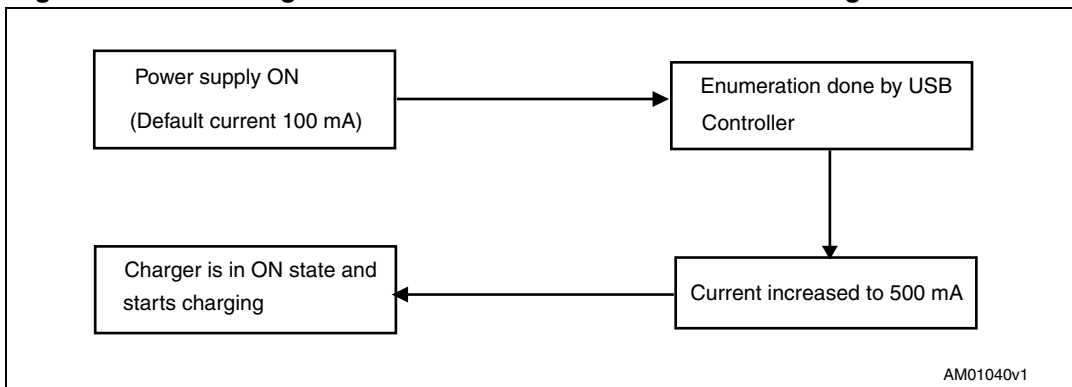 Power supply ON
(Default current 100 mA)
Enumeration done by USB
Controller
Current increased to 500 mA
Charger is in ON state and
starts charging
AM01040v1